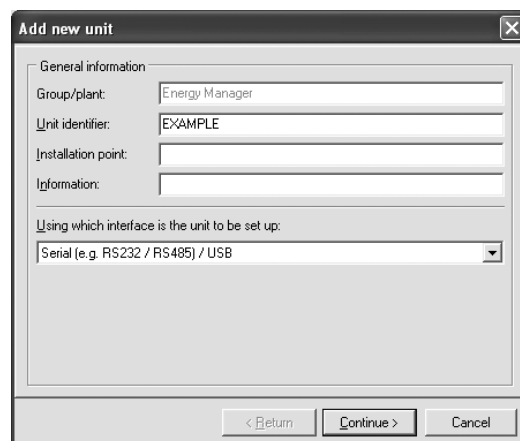 Add new unit
General information
Group/plant: Energy Manager
Unit identifier: EXAMPLE
Installation point:
Information:
Using which interface is the unit to be set up:
Serial (e.g. RS232 / RS485) / USB
< Return Continue > Cancel